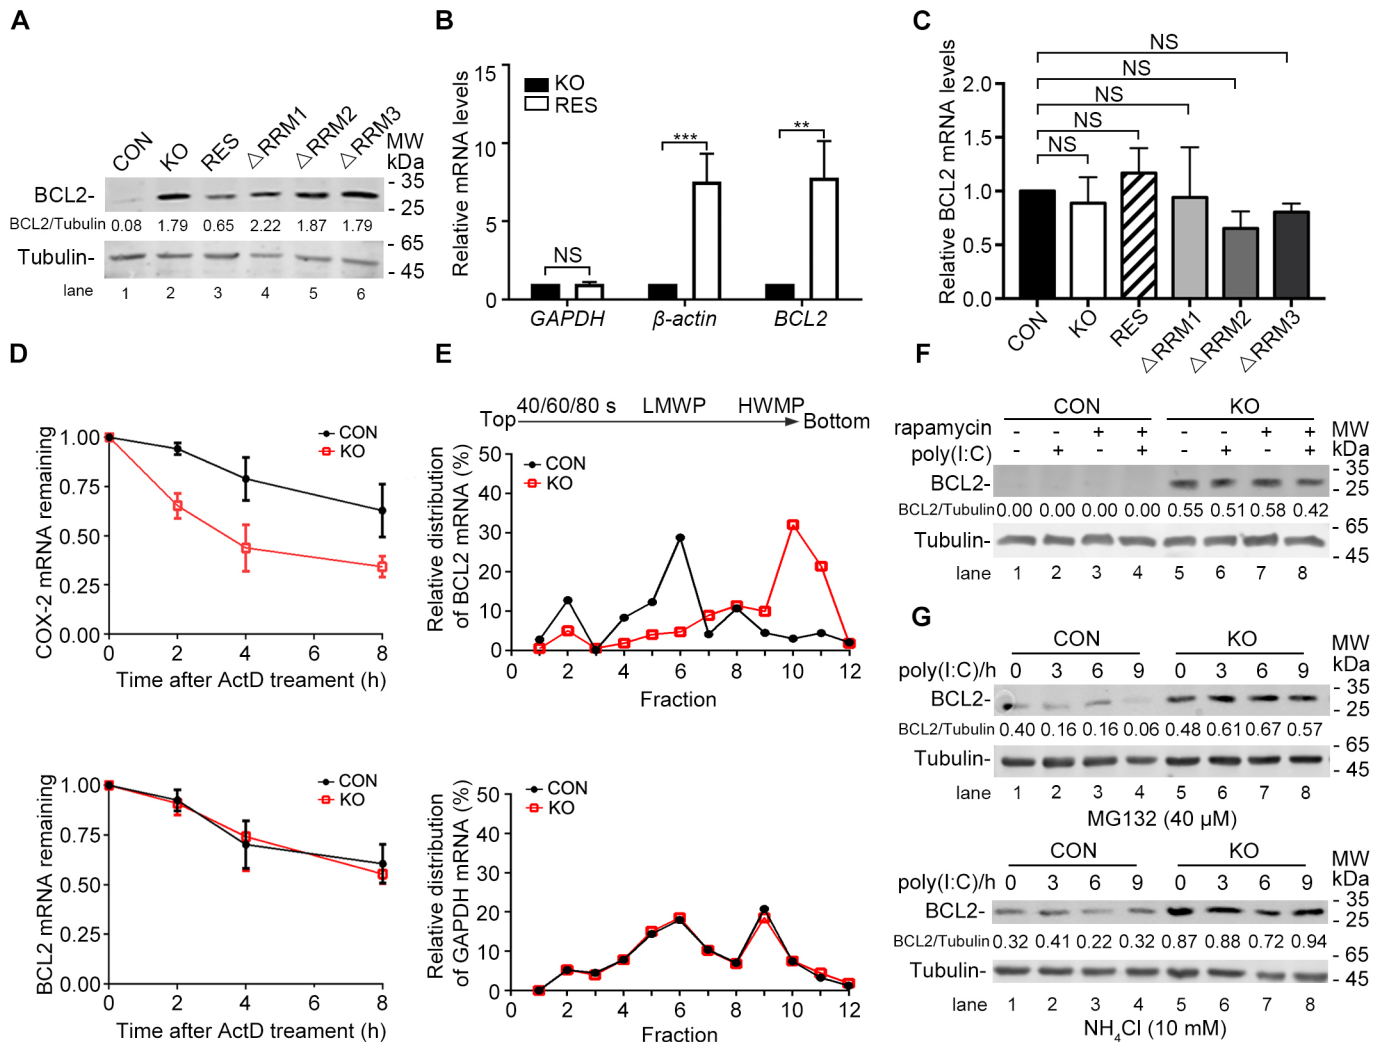 A
CON KO RES △RRM1 △RRM2 △RRM3 MW kDa
BCL2-
- 35
- 25
BCL2/Tubulin 0.08 1.79 0.65 2.22 1.87 1.79
Tubulin-
- 65
- 45
lane 1 2 3 4 5 6
B
Relative mRNA levels
15
10
5
0
KO
RES
NS
***
**
GAPDH β-actin BCL2
C
Relative BCL2 mRNA levels
2.0
1.5
1.0
0.5
0.0
NS
NS
NS
NS
NS
CON KO RES △RRM1 △RRM2 △RRM3
D
COX-2 mRNA remaining
1.00
0.75
0.50
0.25
0.00
CON
KO
0 2 4 6 8
Time after ActD treament (h)
BCL2 mRNA remaining
1.00
0.75
0.50
0.25
0.00
CON
KO
0 2 4 6 8
Time after ActD treament (h)
E
40/60/80 s LMWP HWMP
Top Bottom
Relative distribution
of BCL2 mRNA (%)
50
40
30
20
10
0
CON
KO
0 2 4 6 8 10 12
Fraction
Relative distribution
of GAPDH mRNA (%)
50
40
30
20
10
0
CON
KO
0 2 4 6 8 10 12
Fraction
F
CON KO
rapamycin - - + + - - + + MW
poly(I:C) - + - + - + - + kDa
BCL2-
- 35
- 25
BCL2/Tubulin 0.00 0.00 0.00 0.00 0.55 0.51 0.58 0.42
Tubulin-
- 65
- 45
lane 1 2 3 4 5 6 7 8
G
CON KO MW
poly(I:C)/h 0 3 6 9 0 3 6 9 kDa
BCL2-
- 35
- 25
BCL2/Tubulin 0.40 0.16 0.16 0.06 0.48 0.61 0.67 0.57
Tubulin-
- 65
- 45
lane 1 2 3 4 5 6 7 8
MG132 (40 μM)
CON KO MW
poly(I:C)/h 0 3 6 9 0 3 6 9 kDa
BCL2-
- 35
- 25
BCL2/Tubulin 0.32 0.41 0.22 0.32 0.87 0.88 0.72 0.94
Tubulin-
- 65
- 45
lane 1 2 3 4 5 6 7 8
NH₄Cl (10 mM)